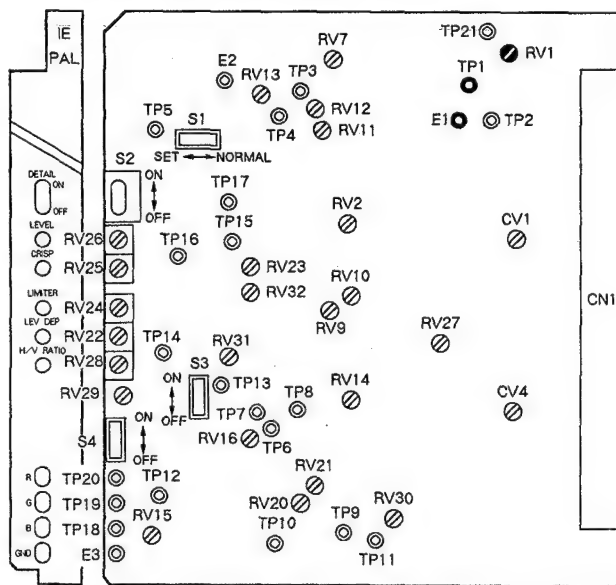 IE
PAL
TP21
RV7
RV1
E2
RV13
TP3
TP1
RV12
TP5
TP4
RV11
E1
TP2
S1
SET
NORMAL
S2
ON
OFF
DETAIL
ON
OFF
TP17
RV2
CV1
LEVEL
RV26
TP15
CRISP
RV25
TP16
RV23
RV32
RV10
CN1
LIMITER
RV24
RV9
LEV DEP
RV22
RV27
H/V RATIO
RV28
TP14
RV31
S3
ON
OFF
TP13
RV29
TP7
TP8
RV14
CV4
S4
ON
OFF
RV16
TP6
R
TP20
TP12
RV21
G
TP19
RV20
RV30
B
TP18
RV15
TP10
TP9
GND
E3
TP11